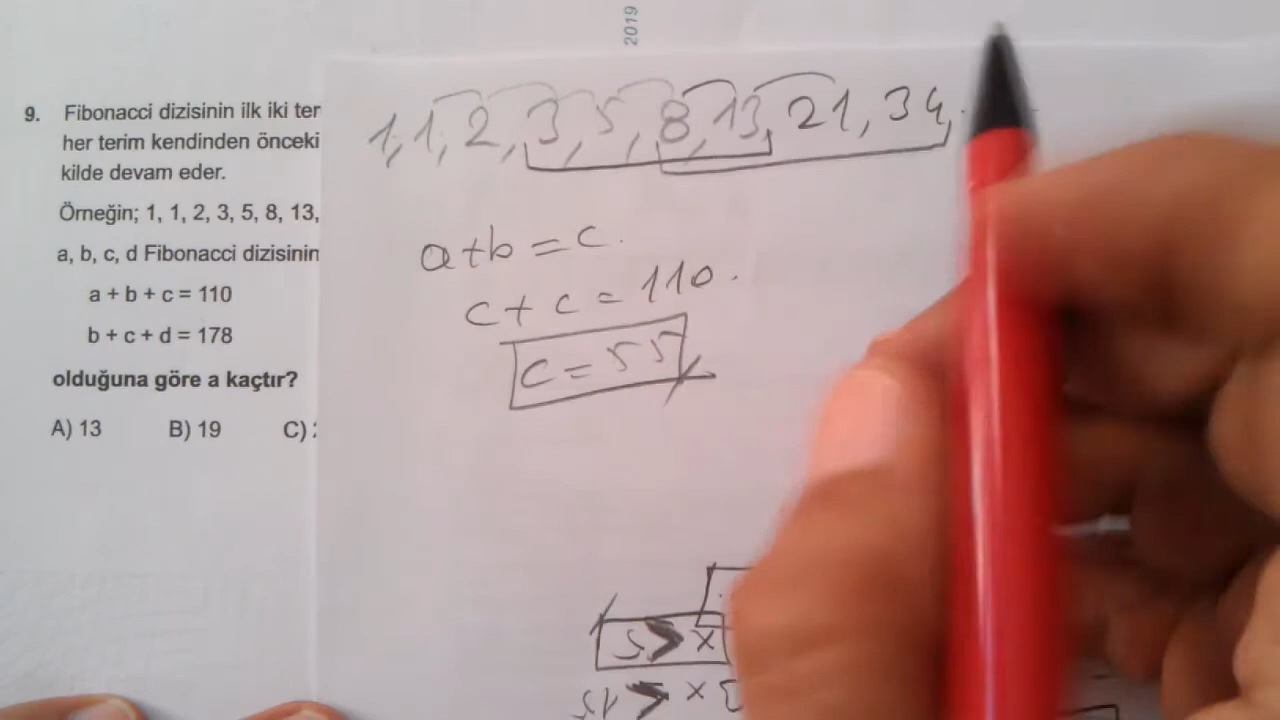 2019
9. Fibonacci dizisinin ilk iki ter
her terim kendinden önceki
kilde devam eder.
Örneğin; 1, 1, 2, 3, 5, 8, 13,
a, b, c, d Fibonacci dizisinin
a + b + c = 110
b + c + d = 178
olduğuna göre a kaçtır?
A) 13 B) 19 C)
1, 1, 2, 3, 5, 8, 13, 21, 34,
a+b=c.
c+c=110.
c=55
5 > x